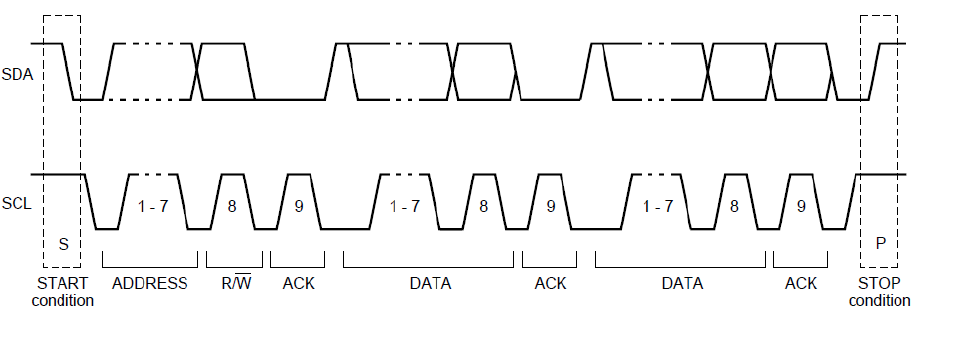 SDA
SCL
1 - 7
8
9
1 - 7
8
9
1 - 7
8
9
S
P
START
condition
ADDRESS
R/W̅
ACK
DATA
ACK
DATA
ACK
STOP
condition